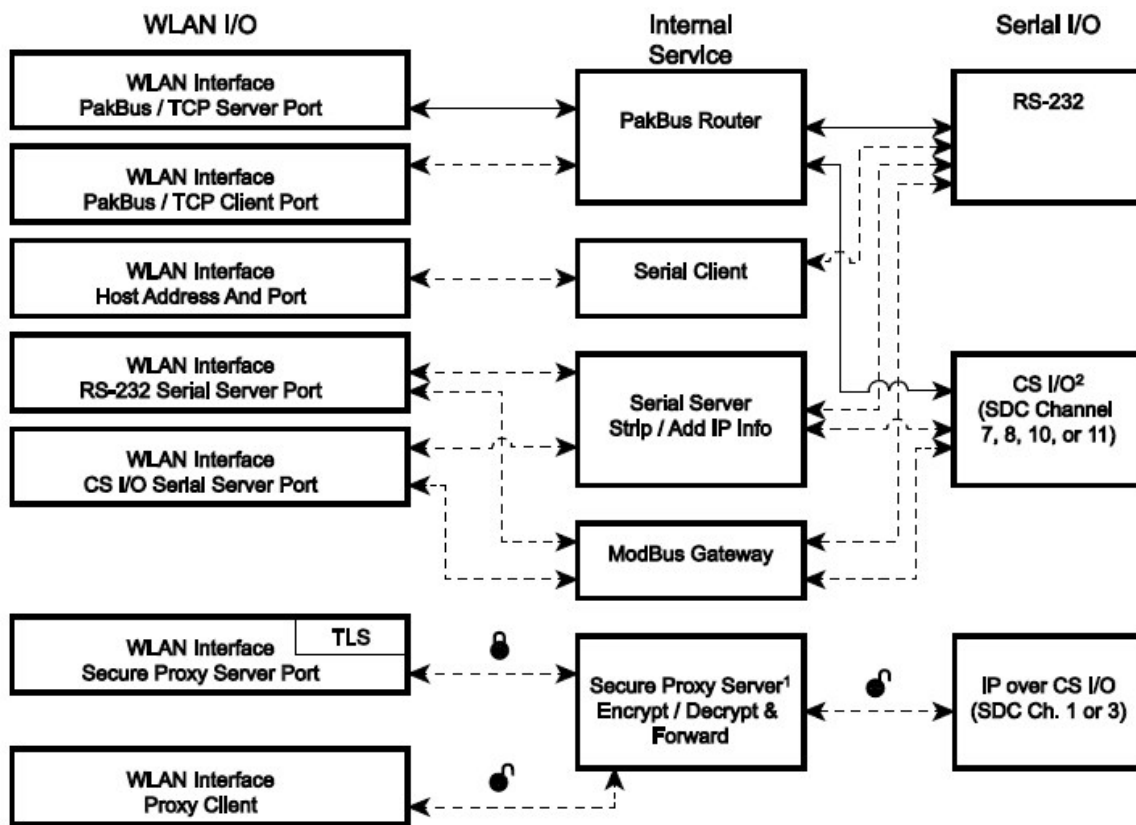 WLAN I/O
Internal
Service
Serial I/O
WLAN Interface
PakBus / TCP Server Port
PakBus Router
RS-232
WLAN Interface
PakBus / TCP Client Port
WLAN Interface
Host Address And Port
Serial Client
WLAN Interface
RS-232 Serial Server Port
Serial Server
Strip / Add IP Info
CS I/O²
(SDC Channel
7, 8, 10, or 11)
WLAN Interface
CS I/O Serial Server Port
ModBus Gateway
TLS
WLAN Interface
Secure Proxy Server Port
Secure Proxy Server¹
Encrypt / Decrypt &
Forward
IP over CS I/O
(SDC Ch. 1 or 3)
WLAN Interface
Proxy Client